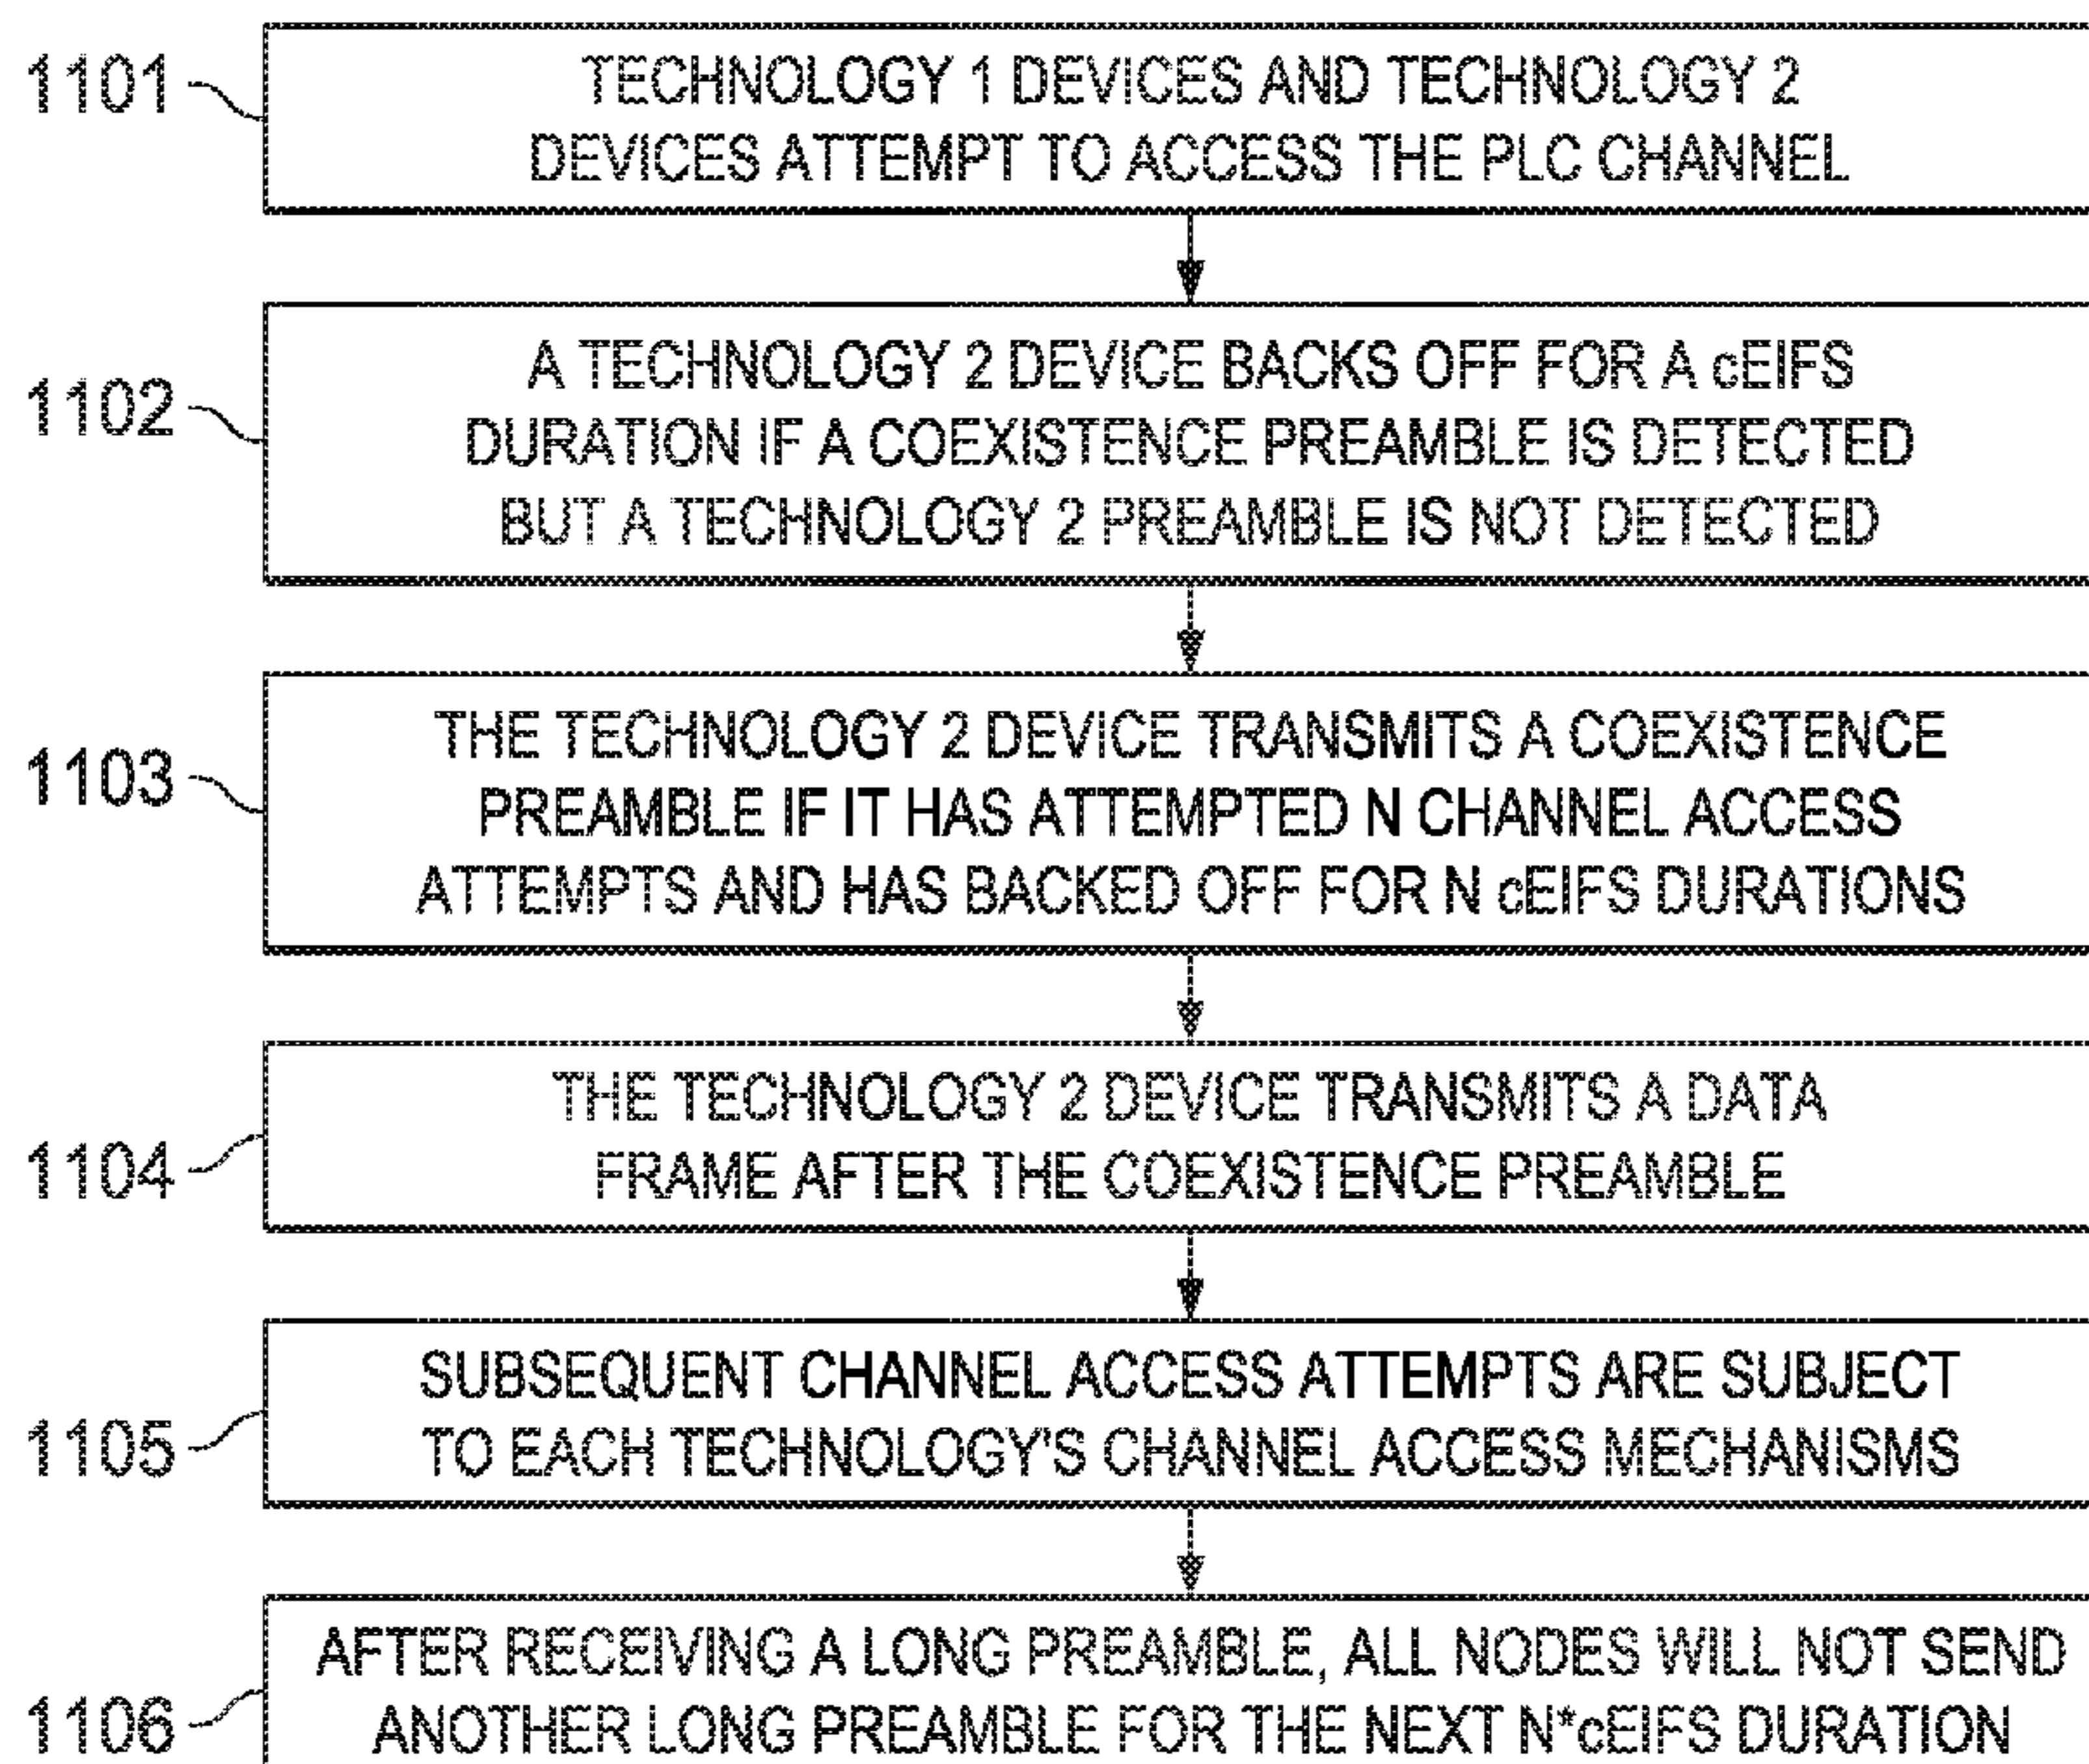 1101
TECHNOLOGY 1 DEVICES AND TECHNOLOGY 2
DEVICES ATTEMPT TO ACCESS THE PLC CHANNEL
1102
A TECHNOLOGY 2 DEVICE BACKS OFF FOR A cEIFS
DURATION IF A COEXISTENCE PREAMBLE IS DETECTED
BUT A TECHNOLOGY 2 PREAMBLE IS NOT DETECTED
1103
THE TECHNOLOGY 2 DEVICE TRANSMITS A COEXISTENCE
PREAMBLE IF IT HAS ATTEMPTED N CHANNEL ACCESS
ATTEMPTS AND HAS BACKED OFF FOR N cEIFS DURATIONS
1104
THE TECHNOLOGY 2 DEVICE TRANSMITS A DATA
FRAME AFTER THE COEXISTENCE PREAMBLE
1105
SUBSEQUENT CHANNEL ACCESS ATTEMPTS ARE SUBJECT
TO EACH TECHNOLOGY'S CHANNEL ACCESS MECHANISMS
1106
AFTER RECEIVING A LONG PREAMBLE, ALL NODES WILL NOT SEND
ANOTHER LONG PREAMBLE FOR THE NEXT N*cEIFS DURATION